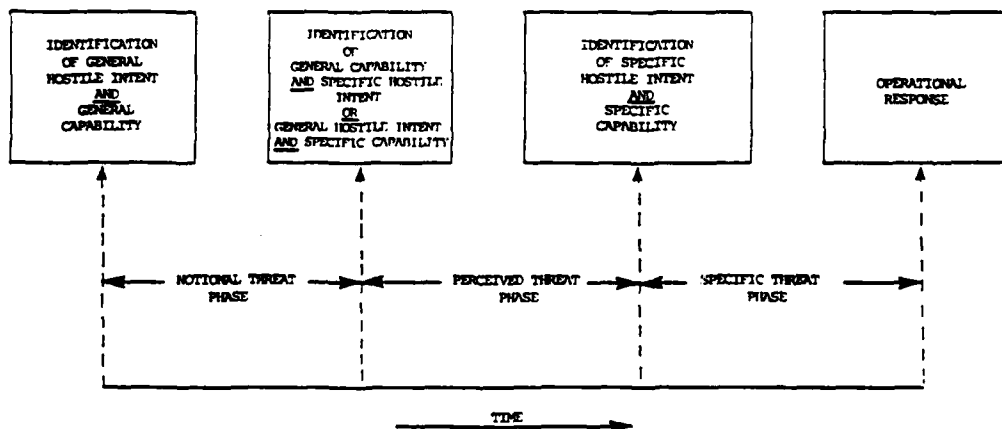 IDENTIFICATION
OF GENERAL
HOSTILE INTENT
AND
GENERAL
CAPABILITY
IDENTIFICATION
OF
GENERAL CAPABILITY
AND SPECIFIC HOSTILE
INTENT
OR
GENERAL HOSTILE INTENT
AND SPECIFIC CAPABILITY
IDENTIFICATION
OF SPECIFIC
HOSTILE INTENT
AND
SPECIFIC
CAPABILITY
OPERATIONAL
RESPONSE
NOTIONAL THREAT
PHASE
PERCEIVED THREAT
PHASE
SPECIFIC THREAT
PHASE
TIME